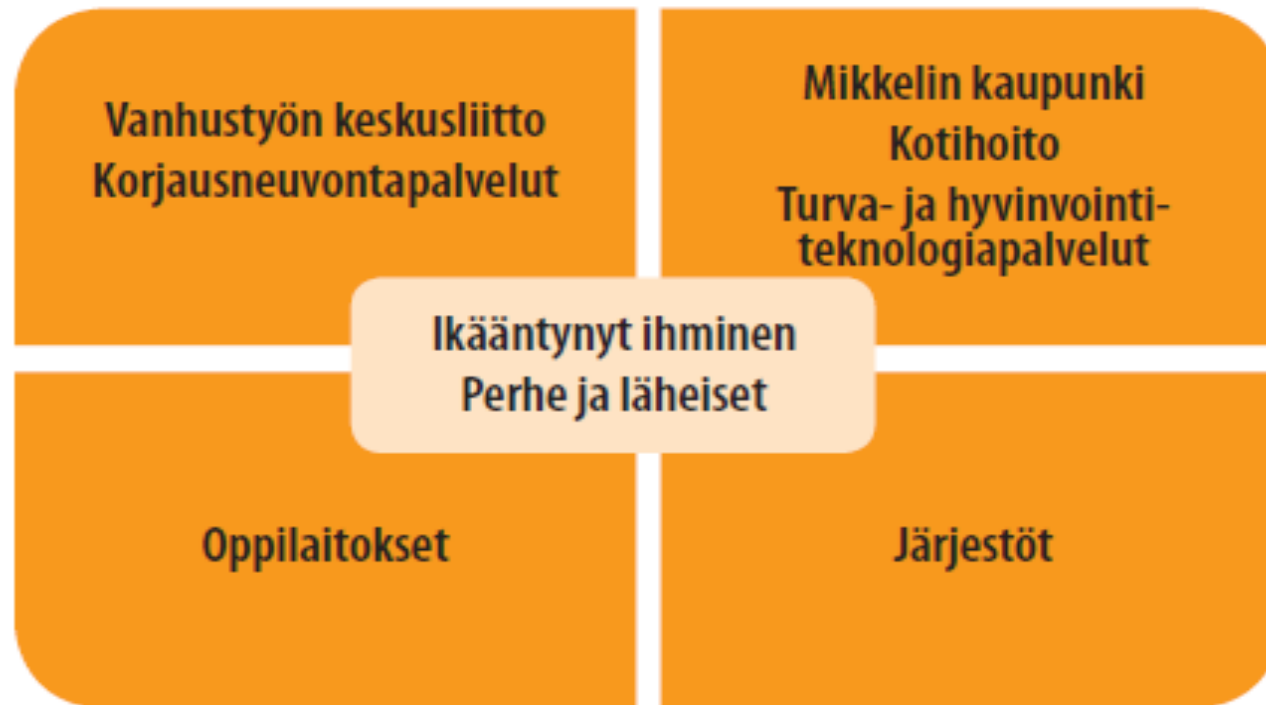 Vanhustyön keskusliitto
Korjausneuvontapalvelut
Mikkelin kaupunki
Kotihoito
Turva- ja hyvinvointi-
teknologiapalvelut
Ikääntynyt ihminen
Perhe ja läheiset
Oppilaitokset
Järjestöt